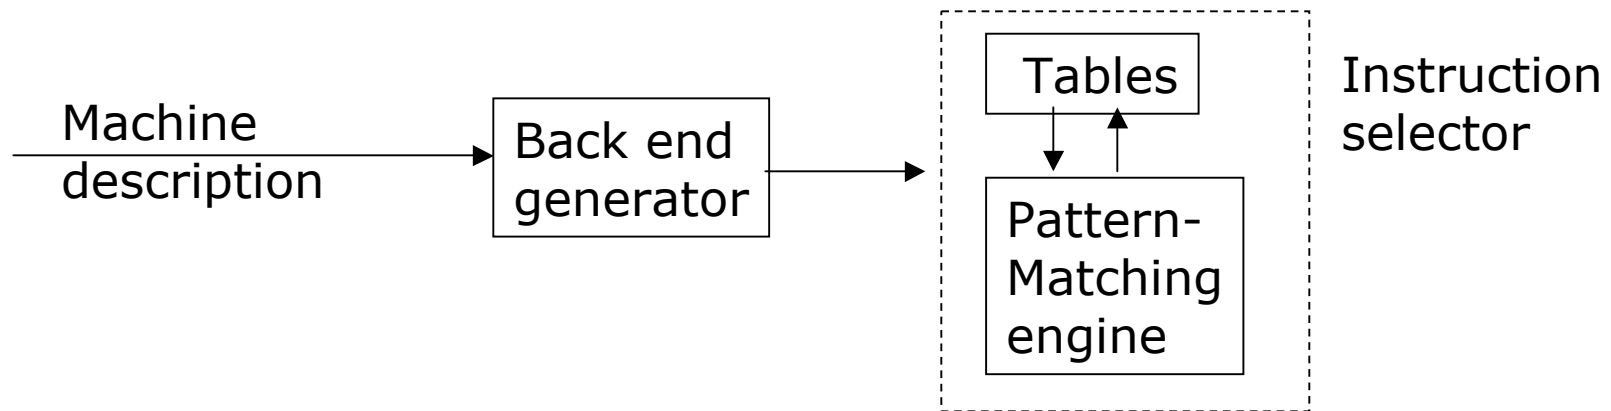 Machine
description
Back end
generator
Tables
Pattern-
Matching
engine
Instruction
selector